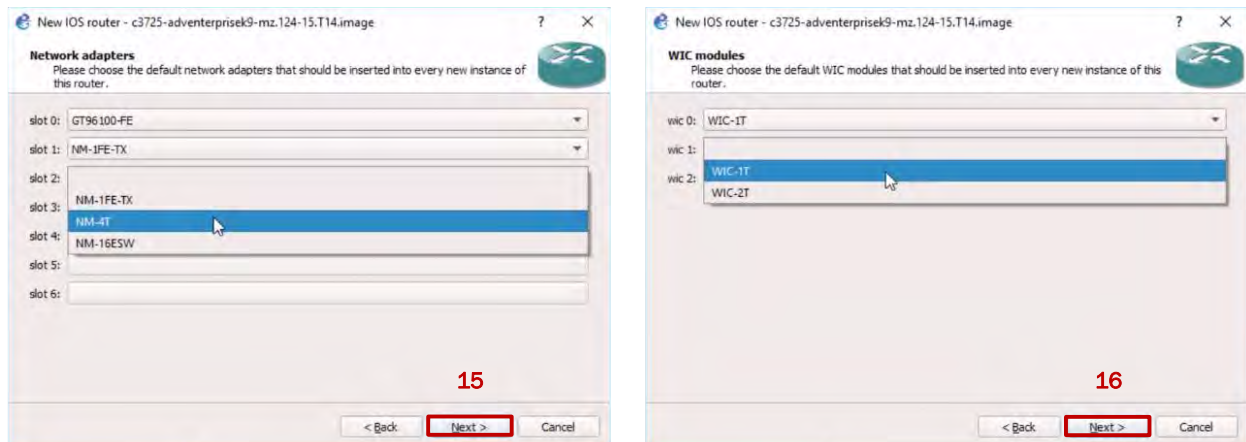 New IOS router - c3725-adventerprisek9-mz.124-15.T14.image ? ×
Network adapters
Please choose the default network adapters that should be inserted into every new instance of
this router.
slot 0: GT96100-FE
slot 1: NM-1FE-TX
slot 2:
NM-1FE-TX
slot 3:
NM-4T
slot 4:
NM-16ESW
slot 5:
slot 6:
15
< Back Next > Cancel
New IOS router - c3725-adventerprisek9-mz.124-15.T14.image ? ×
WIC modules
Please choose the default WIC modules that should be inserted into every new instance of this
router.
wic 0: WIC-1T
wic 1:
WIC-1T
wic 2:
WIC-2T
16
< Back Next > Cancel